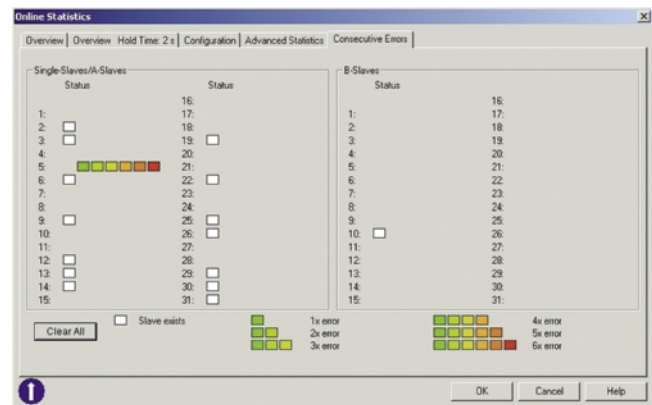 Online Statistics
Overview Overview Hold Time: 2 s Configuration Advanced Statistics Consecutive Errors
Single-Slaves/A-Slaves
Status Status
16:
1: 17:
2: 18:
3: 19:
4: 20:
5: 21:
6: 22:
7: 23:
8: 24:
9: 25:
10: 26:
11: 27:
12: 28:
13: 29:
14: 30:
15: 31:
B-Slaves
Status
16:
1: 17:
2: 18:
3: 19:
4: 20:
5: 21:
6: 22:
7: 23:
8: 24:
9: 25:
10: 26:
11: 27:
12: 28:
13: 29:
14: 30:
15: 31:
Clear All
Slave exists
1x error
2x error
3x error
4x error
5x error
6x error
OK Cancel Help